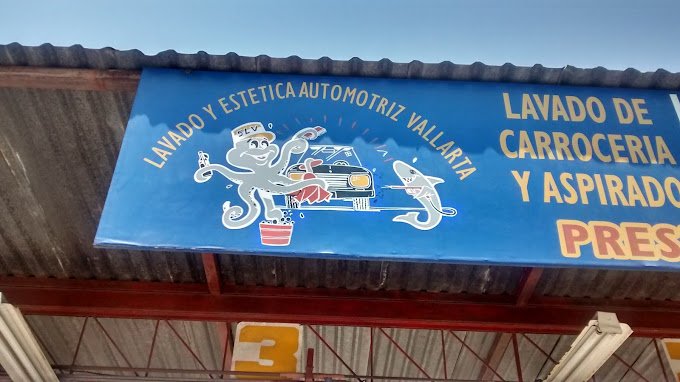 LAVADO Y ESTETICA AUTOMOTRIZ VALLARTA
SLV
LAVADO DE
CARROCERIA
Y ASPIRADO
PRES
3